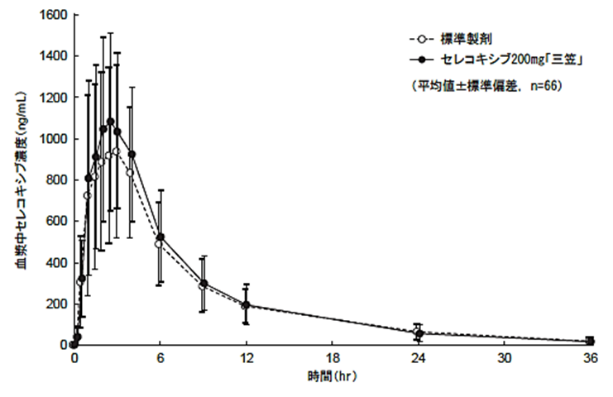 1600
1400
1200
1000
800
600
400
200
0
血漿中セレコキシブ濃度(ng/mL)
標準製剤
セレコキシブ200mg「三笠」
(平均値±標準偏差, n=66)
0 6 12 18 24 30 36
時間(hr)